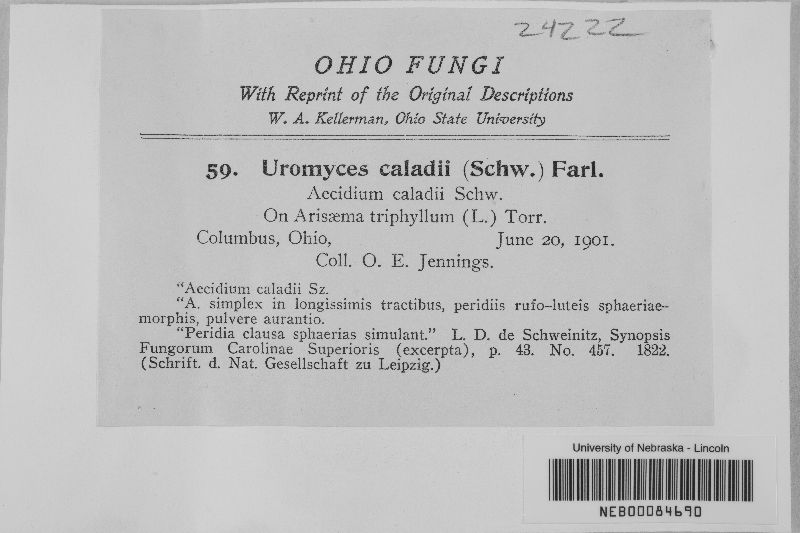 24222
OHIO FUNGI
With Reprint of the Original Descriptions
W. A. Kellerman, Ohio State University
59. Uromyces caladii (Schw.) Farl.
Aecidium caladii Schw.
On Arisæma triphyllum (L.) Torr.
Columbus, Ohio, June 20, 1901.
Coll. O. E. Jennings.
"Aecidium caladii Sz.
"A. simplex in longissimis tractibus, peridiis rufo-luteis sphaeriae-
morphis, pulvere aurantio.
"Peridia clausa sphaerias simulant." L. D. de Schweinitz, Synopsis
Fungorum Carolinae Superioris (excerpta), p. 43. No. 457. 1822.
(Schrift. d. Nat. Gesellschaft zu Leipzig.)
University of Nebraska - Lincoln
NEB00084690